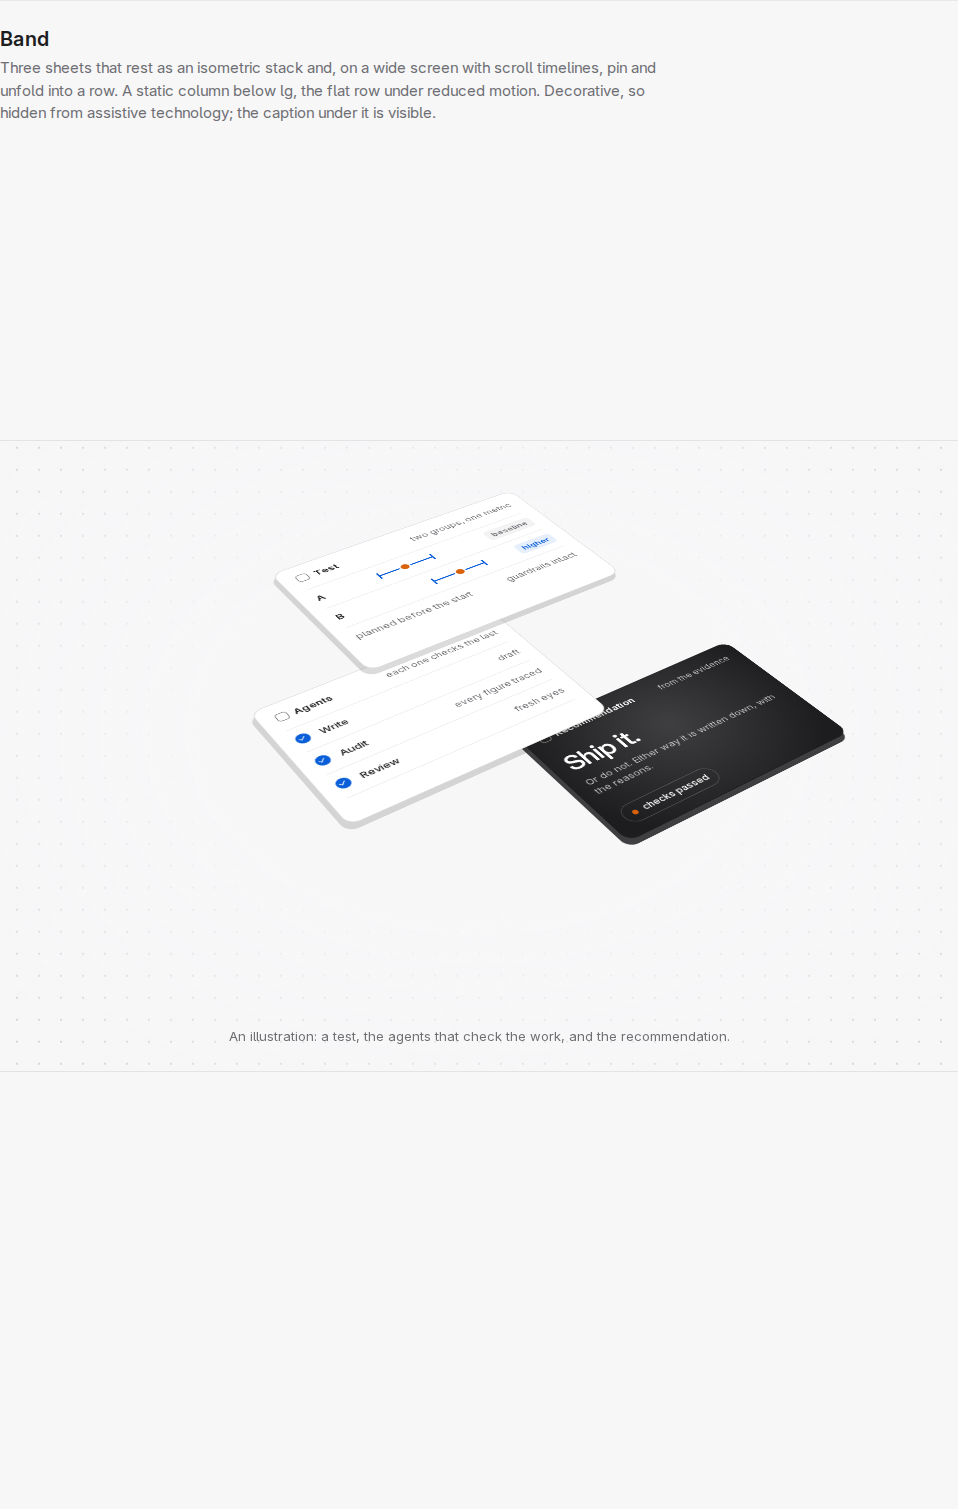 Band
Three sheets that rest as an isometric stack and, on a wide screen with scroll timelines, pin and
unfold into a row. A static column below lg, the flat row under reduced motion. Decorative, so
hidden from assistive technology; the caption under it is visible.
Test
two groups, one metric
A
baseline
B
higher
planned before the start
guardrails intact
Agents
each one checks the last
Write
draft
Audit
every figure traced
Review
fresh eyes
Recommendation
from the evidence
Ship it.
Or do not. Either way it is written down, with
the reasons.
checks passed
An illustration: a test, the agents that check the work, and the recommendation.